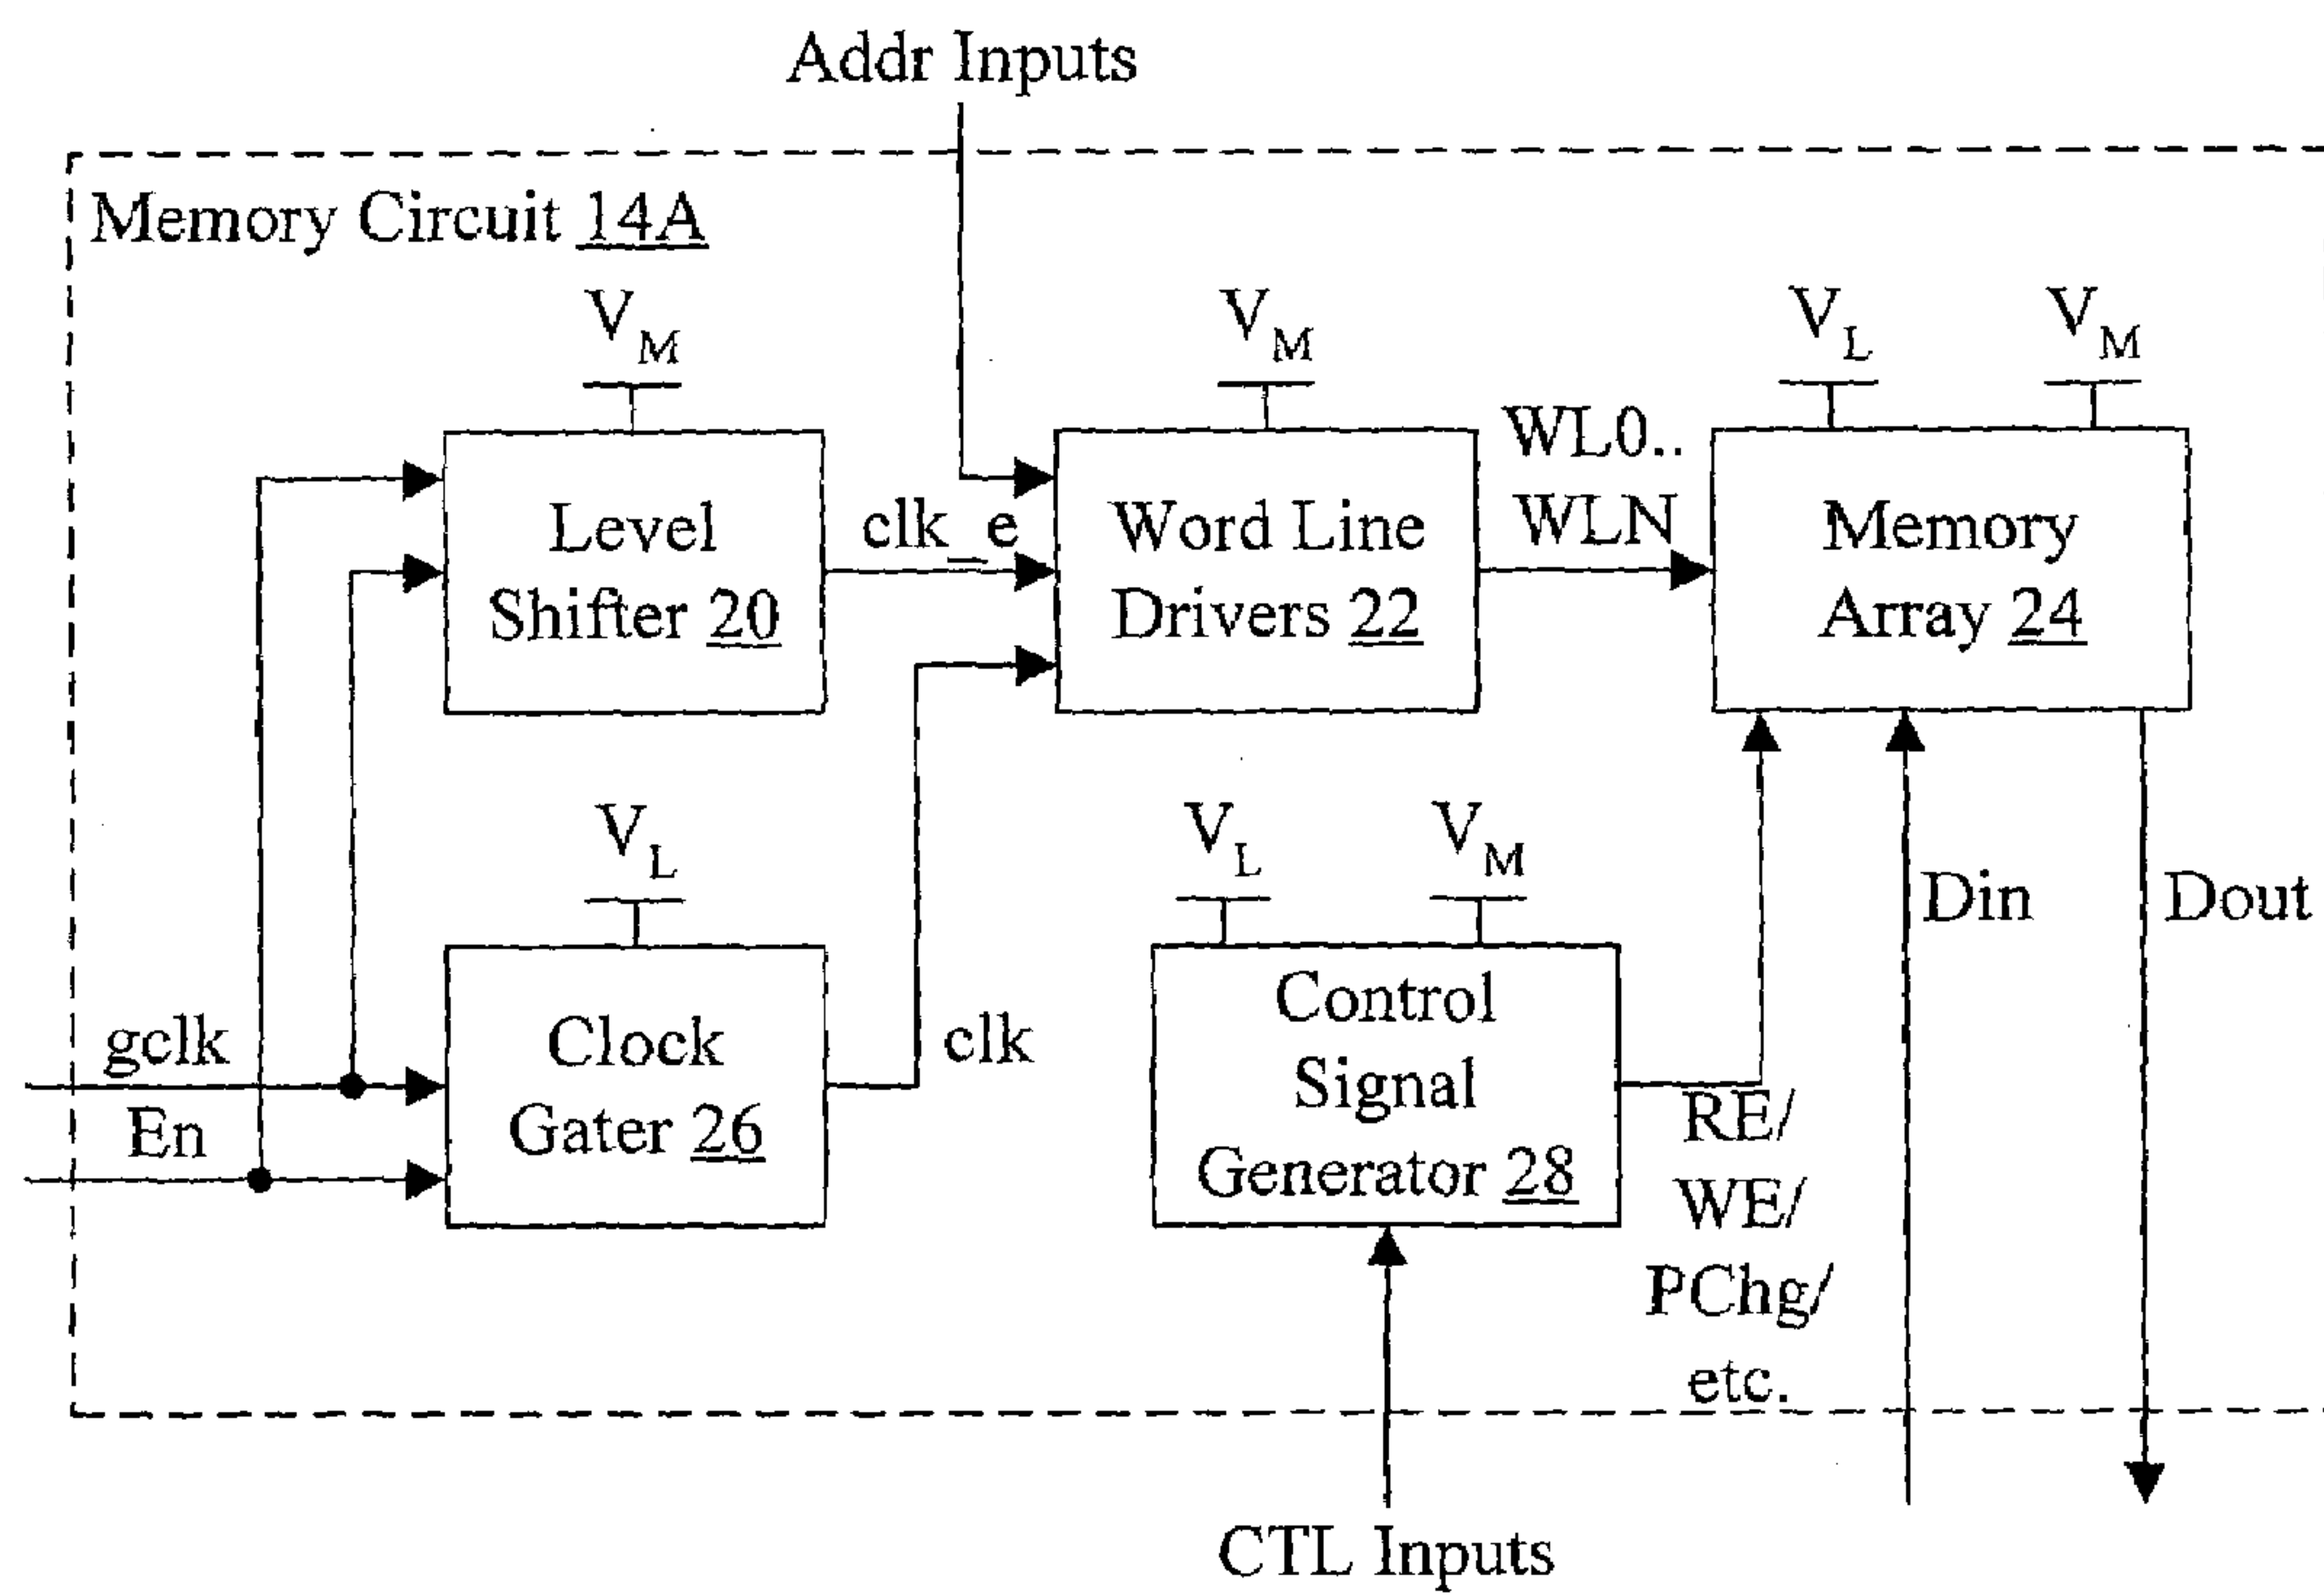 Addr Inputs
Memory Circuit 14A
VM
VM
VL
VM
Level
Shifter 20
clk_e
Word Line
Drivers 22
WL0..
WLN
Memory
Array 24
VL
VL
VM
gclk
En
Clock
Gater 26
clk
Control
Signal
Generator 28
RE/
WE/
PChg/
etc.
Din
Dout
CTL Inputs